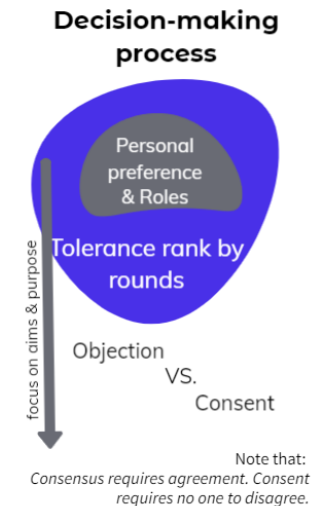 Decision-making
process
Personal
preference
& Roles
Tolerance rank by
rounds
focus on aims & purpose
Objection
VS.
Consent
Note that:
Consensus requires agreement. Consent
requires no one to disagree.